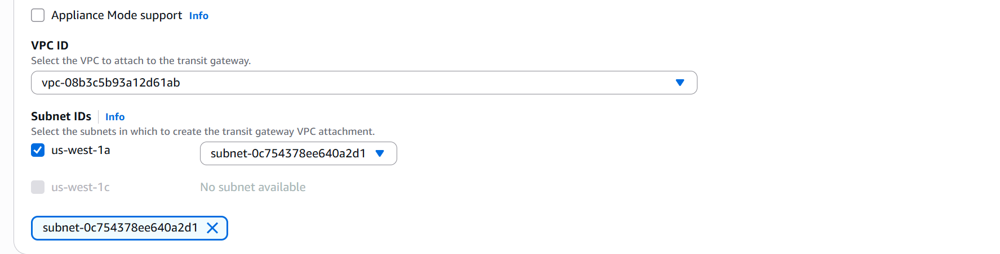 Appliance Mode support Info
VPC ID
Select the VPC to attach to the transit gateway.
vpc-08b3c5b93a12d61ab
Subnet IDs Info
Select the subnets in which to create the transit gateway VPC attachment.
us-west-1a subnet-0c754378ee640a2d1
us-west-1c No subnet available
subnet-0c754378ee640a2d1